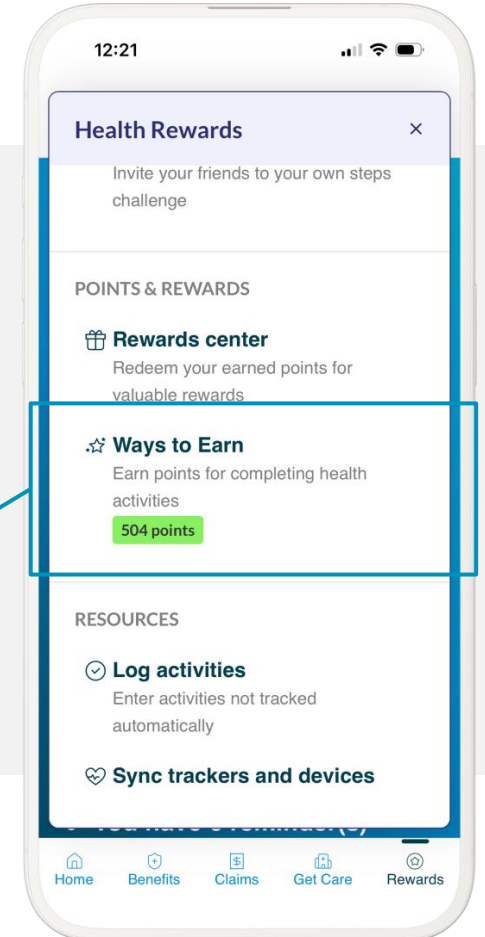 12:21
Health Rewards ×
Invite your friends to your own steps
challenge
POINTS & REWARDS
Rewards center
Redeem your earned points for
valuable rewards
Ways to Earn
Earn points for completing health
activities
504 points
RESOURCES
Log activities
Enter activities not tracked
automatically
Sync trackers and devices
Home Benefits Claims Get Care Rewards